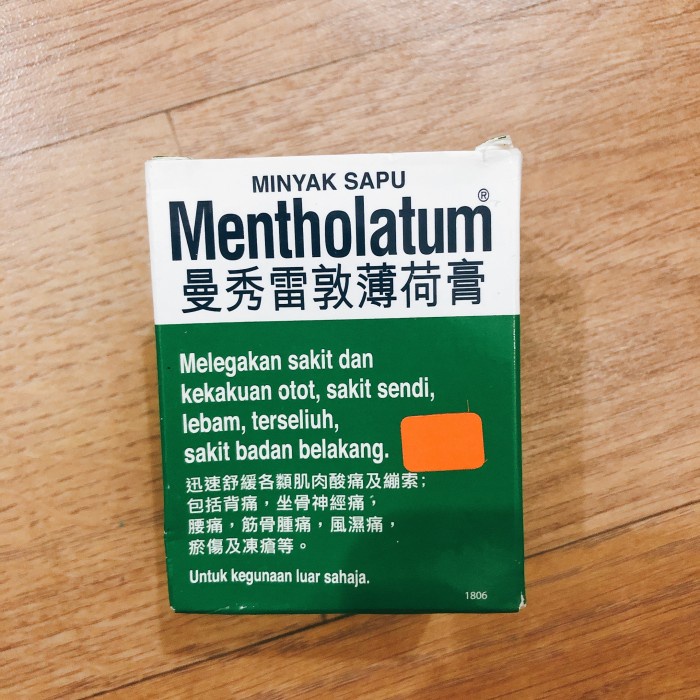 MINYAK SAPU
Mentholatum®
曼秀雷敦薄荷膏
Melegakan sakit dan
kekakuan otot, sakit sendi,
lebam, terseliuh,
sakit badan belakang.
迅速舒緩各類肌肉酸痛及繃索;
包括背痛，坐骨神經痛，
腰痛，筋骨腫痛，風濕痛，
瘀傷及凍瘡等。
Untuk kegunaan luar sahaja.
1806